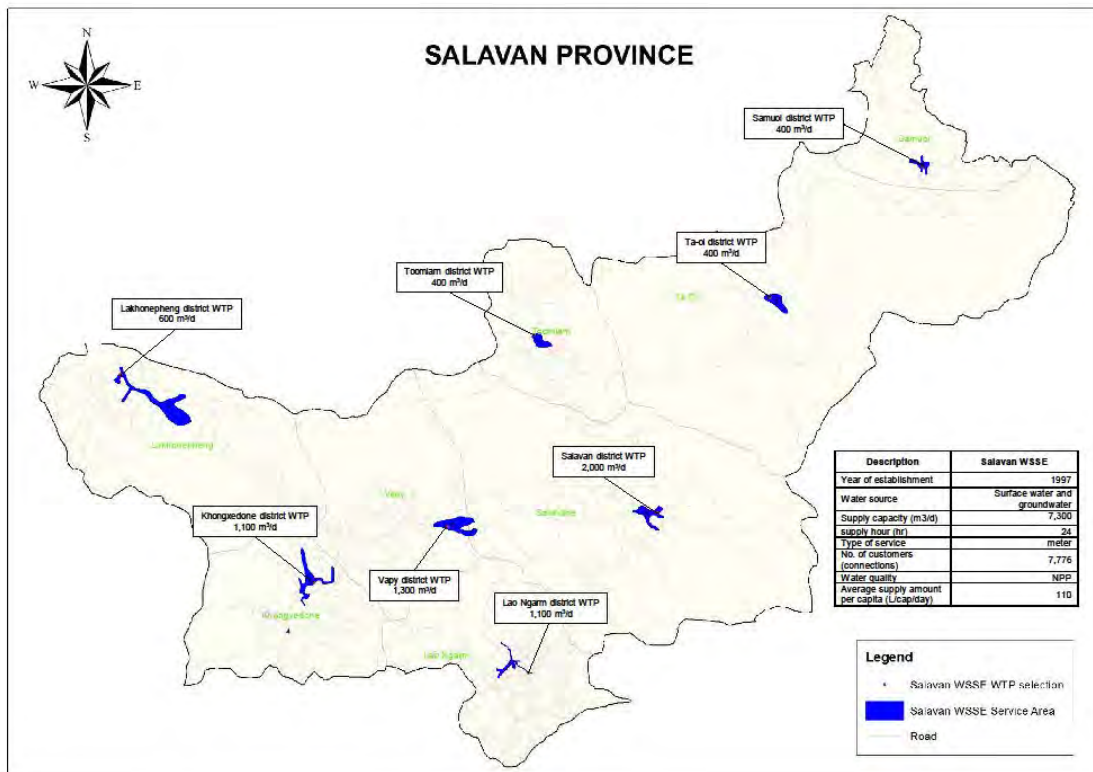 SALAVAN PROVINCE
N
W
E
S
Samuoi district WTP
400 m³/d
Samuoi
Ta-oi district WTP
400 m³/d
Ta Oi
Toomlarn district WTP
400 m³/d
Toomlarn
Lakhonepheng district WTP
600 m³/d
Lakhonepheng
Salavan district WTP
2,000 m³/d
Vapy
Khongxedone district WTP
1,100 m³/d
Vapy district WTP
1,300 m³/d
Lao Ngarm district WTP
1,100 m³/d
Khongxedone
Lao Ngarm
Description Salavan WSSE
Year of establishment 1997
Water source Surface water and
groundwater
Supply capacity (m3/d) 7,300
supply hour (hr) 24
Type of service meter
No. of customers
(connections) 7,776
Water quality NPP
Average supply amount
per capita (L/cap/day) 110
Legend
Salavan WSSE WTP selection
Salavan WSSE Service Area
Road